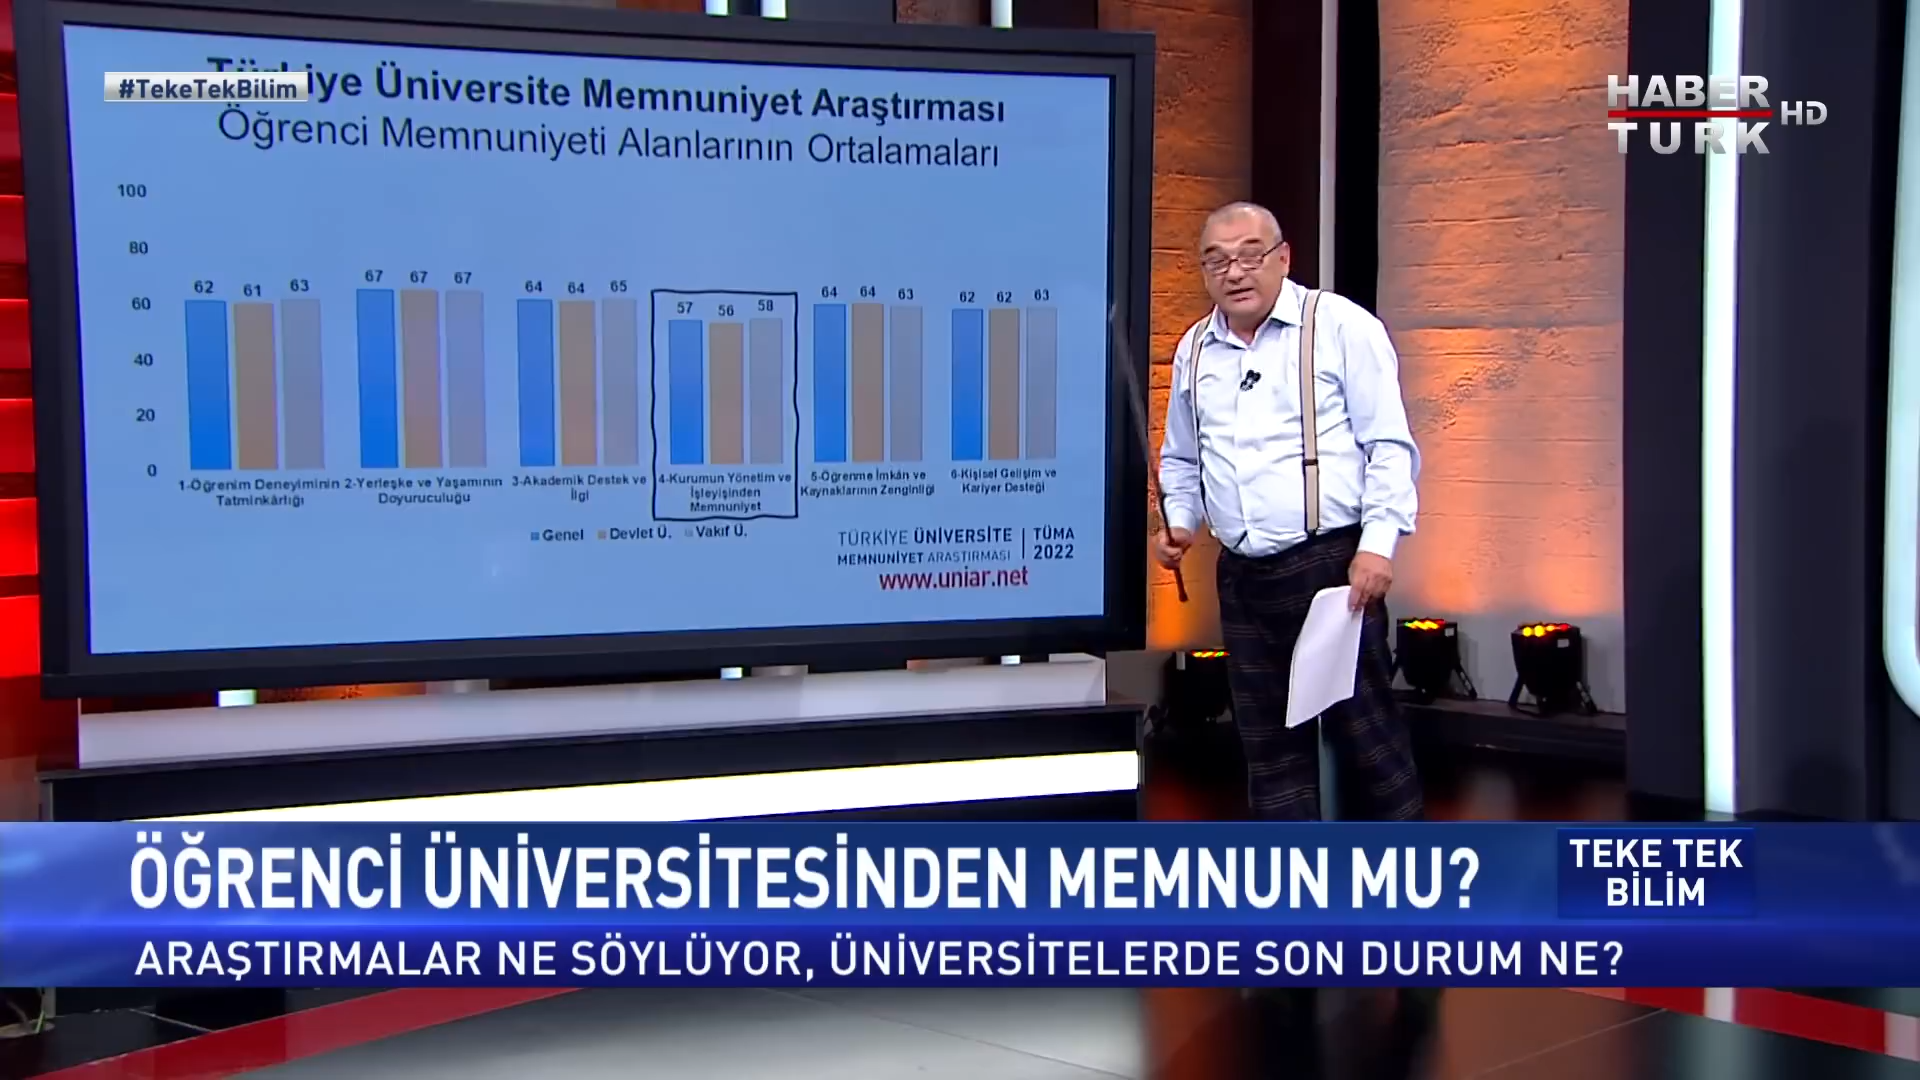 #TekeTekBilim
Türkiye Üniversite Memnuniyet Araştırması
Öğrenci Memnuniyeti Alanlarının Ortalamaları
HABER
TURK HD
100
80
60
40
20
0
62 61 63
67 67 67
64 64 65
57 56 58
64 64 63
62 62 63
1-Öğrenim Deneyiminin
Tatminkârlığı
2-Yerleşke ve Yaşamının
Doyuruculuğu
3-Akademik Destek ve
İlgi
4-Kurumun Yönetim ve
İşleyişinden
Memnuniyet
5-Öğrenme İmkân ve
Kaynaklarının Zenginliği
6-Kişisel Gelişim ve
Kariyer Desteği
Genel Devlet Ü. Vakıf Ü.
TÜRKİYE ÜNİVERSİTE
MEMNUNİYET ARAŞTIRMASI
TÜMA
2022
www.uniar.net
ÖĞRENCİ ÜNİVERSİTESİNDEN MEMNUN MU?
TEKE TEK
BİLİM
ARAŞTIRMALAR NE SÖYLÜYOR, ÜNİVERSİTELERDE SON DURUM NE?